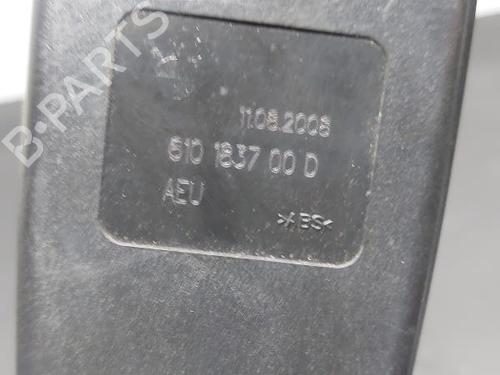 B-PARTS
11.08.2008
610 1837 00 D
AEU
>ABS<